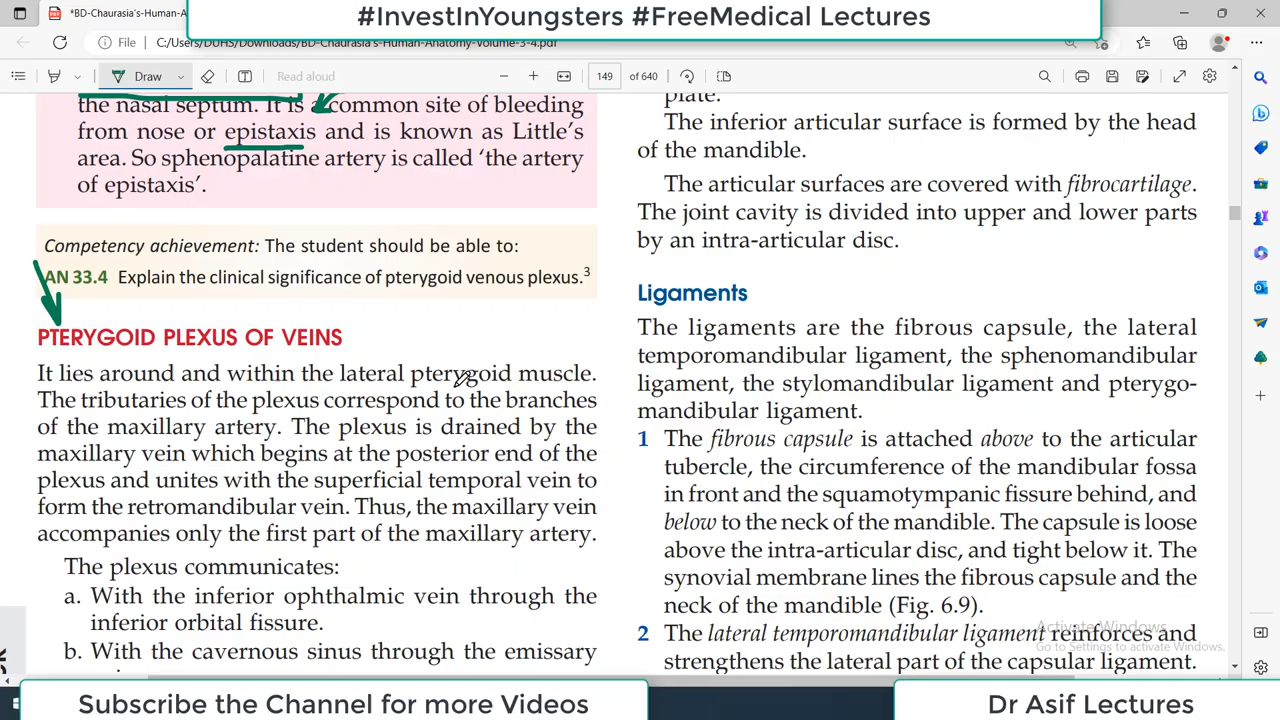 #InvestInYoungsters #FreeMedical Lectures
*BD-Chaurasia's-Human-A
File
C:/Users/DUHS/Downloads/BD-Chaurasia's-Human-Anatomy-Volume-3-4.pdf
Draw
Read aloud
149 of 640
the nasal septum. It is a common site of bleeding
from nose or epistaxis and is known as Little's
area. So sphenopalatine artery is called 'the artery
of epistaxis'.
Competency achievement: The student should be able to:
AN 33.4 Explain the clinical significance of pterygoid venous plexus.3
PTERYGOID PLEXUS OF VEINS
It lies around and within the lateral pterygoid muscle.
The tributaries of the plexus correspond to the branches
of the maxillary artery. The plexus is drained by the
maxillary vein which begins at the posterior end of the
plexus and unites with the superficial temporal vein to
form the retromandibular vein. Thus, the maxillary vein
accompanies only the first part of the maxillary artery.
The plexus communicates:
a. With the inferior ophthalmic vein through the
inferior orbital fissure.
b. With the cavernous sinus through the emissary
plate.
The inferior articular surface is formed by the head
of the mandible.
The articular surfaces are covered with fibrocartilage.
The joint cavity is divided into upper and lower parts
by an intra-articular disc.
Ligaments
The ligaments are the fibrous capsule, the lateral
temporomandibular ligament, the sphenomandibular
ligament, the stylomandibular ligament and pterygo-
mandibular ligament.
1 The fibrous capsule is attached above to the articular
tubercle, the circumference of the mandibular fossa
in front and the squamotympanic fissure behind, and
below to the neck of the mandible. The capsule is loose
above the intra-articular disc, and tight below it. The
synovial membrane lines the fibrous capsule and the
neck of the mandible (Fig. 6.9).
2 The lateral temporomandibular ligament reinforces and
strengthens the lateral part of the capsular ligament.
Activate Windows
Go to Settings to activate Windows.
Subscribe the Channel for more Videos
Dr Asif Lectures